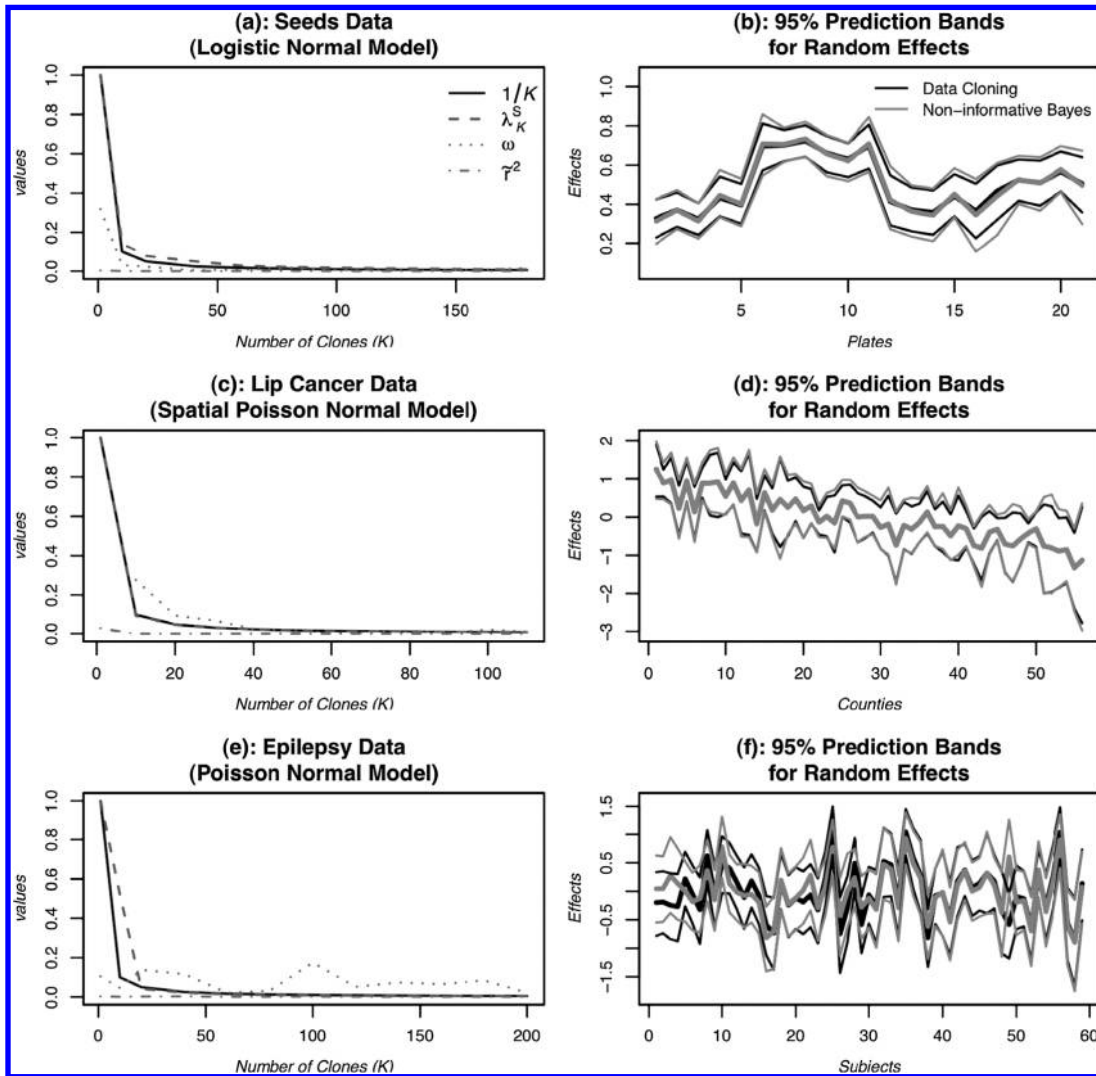 (a): Seeds Data
(Logistic Normal Model)
values
1.0
0.8
0.6
0.4
0.2
0.0
1/K
λ_K^S
ω
r̃²
0
50
100
150
Number of Clones (K)
(b): 95% Prediction Bands
for Random Effects
Effects
1.0
0.8
0.6
0.4
0.2
Data Cloning
Non-informative Bayes
5
10
15
20
Plates
(c): Lip Cancer Data
(Spatial Poisson Normal Model)
values
1.0
0.8
0.6
0.4
0.2
0.0
0
20
40
60
80
100
Number of Clones (K)
(d): 95% Prediction Bands
for Random Effects
Effects
2
1
0
−1
−2
−3
0
10
20
30
40
50
Counties
(e): Epilepsy Data
(Poisson Normal Model)
values
1.0
0.8
0.6
0.4
0.2
0.0
0
50
100
150
200
Number of Clones (K)
(f): 95% Prediction Bands
for Random Effects
Effects
1.5
0.5
−0.5
−1.5
0
10
20
30
40
50
60
Subjects